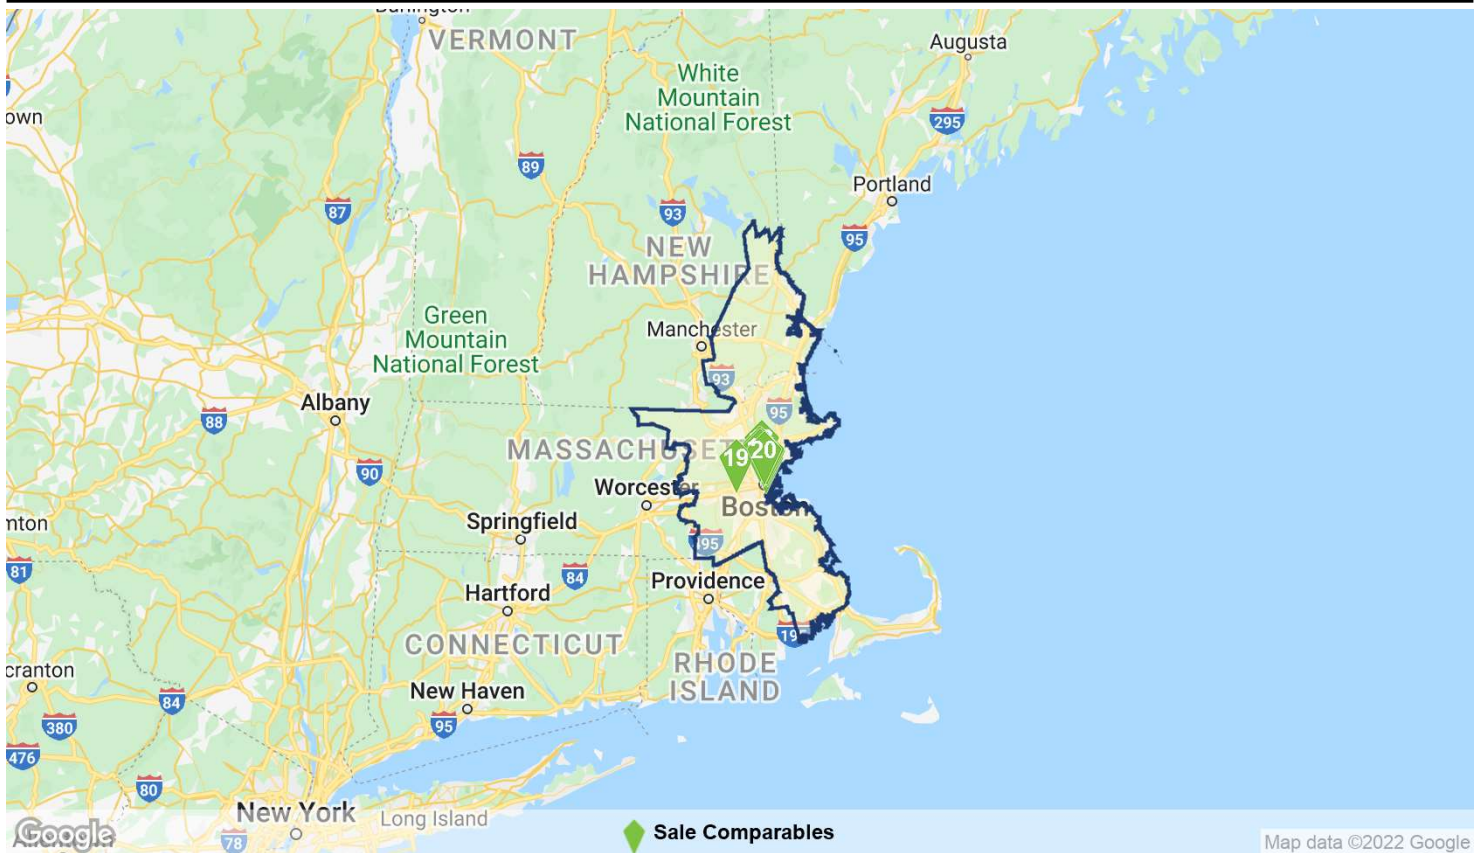 VERMONT
Augusta
White
Mountain
National Forest
own
295
89
Portland
87
93
95
NEW
HAMPSHIRE
Green
Mountain
National Forest
Manchester
93
Albany
95
88
MASSACHUSET
19
20
90
Worcester
Boston
Springfield
mton
95
81
84
Providence
Hartford
CONNECTICUT
19
cranton
RHODE
ISLAND
New Haven
84
95
380
476
80
New York
Long Island
Google
78
Sale Comparables
Map data ©2022 Google